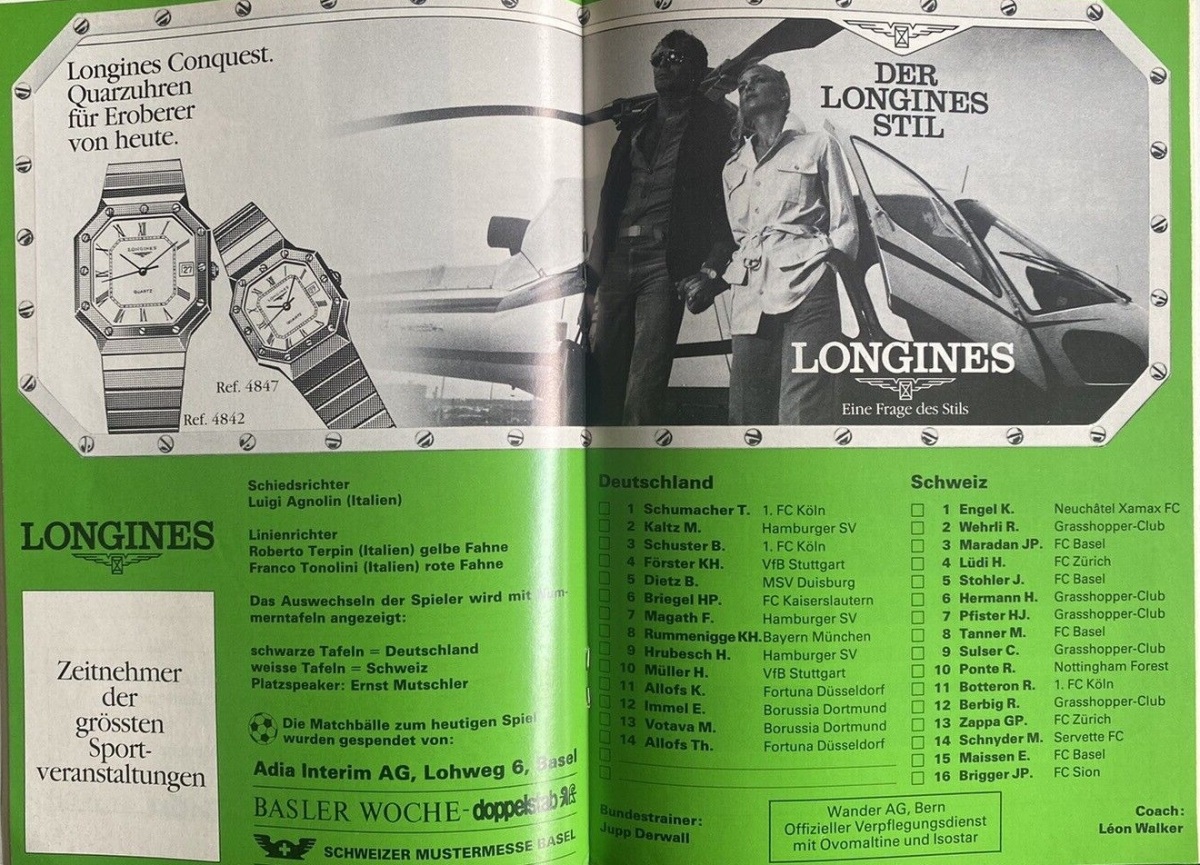 Longines Conquest.
Quarzuhren
für Eroberer
von heute.
LONGINES
QUARTZ
27
Ref. 4847
Ref. 4842
DER
LONGINES
STIL
LONGINES
Eine Frage des Stils
LONGINES
Zeitnehmer
der
grössten
Sport-
veranstaltungen
Schiedsrichter
Luigi Agnolin (Italien)
Linienrichter
Roberto Terpin (Italien) gelbe Fahne
Franco Tonolini (Italien) rote Fahne
Das Auswechseln der Spieler wird mit Num-
merntafeln angezeigt:
schwarze Tafeln = Deutschland
weisse Tafeln = Schweiz
Platzspeaker: Ernst Mutschler
Die Matchbälle zum heutigen Spiel
wurden gespendet von:
Adia Interim AG, Lohweg 6, Basel
BASLER WOCHE-doppelstab
SCHWEIZER MUSTERMESSE BASEL
Deutschland
1 Schumacher T. 1. FC Köln
2 Kaltz M. Hamburger SV
3 Schuster B. 1. FC Köln
4 Förster KH. VfB Stuttgart
5 Dietz B. MSV Duisburg
6 Briegel HP. FC Kaiserslautern
7 Magath F. Hamburger SV
8 Rummenigge KH. Bayern München
9 Hrubesch H. Hamburger SV
10 Müller H. VfB Stuttgart
11 Allofs K. Fortuna Düsseldorf
12 Immel E. Borussia Dortmund
13 Votava M. Borussia Dortmund
14 Allofs Th. Fortuna Düsseldorf
Bundestrainer:
Jupp Derwall
Schweiz
1 Engel K. Neuchâtel Xamax FC
2 Wehrli R. Grasshopper-Club
3 Maradan JP. FC Basel
4 Lüdi H. FC Zürich
5 Stohler J. FC Basel
6 Hermann H. Grasshopper-Club
7 Pfister HJ. Grasshopper-Club
8 Tanner M. FC Basel
9 Sulser C. Grasshopper-Club
10 Ponte R. Nottingham Forest
11 Botteron R. 1. FC Köln
12 Berbig R. Grasshopper-Club
13 Zappa GP. FC Zürich
14 Schnyder M. Servette FC
15 Maissen E. FC Basel
16 Brigger JP. FC Sion
Wander AG, Bern
Offizieller Verpflegungsdienst
mit Ovomaltine und Isostar
Coach:
Léon Walker